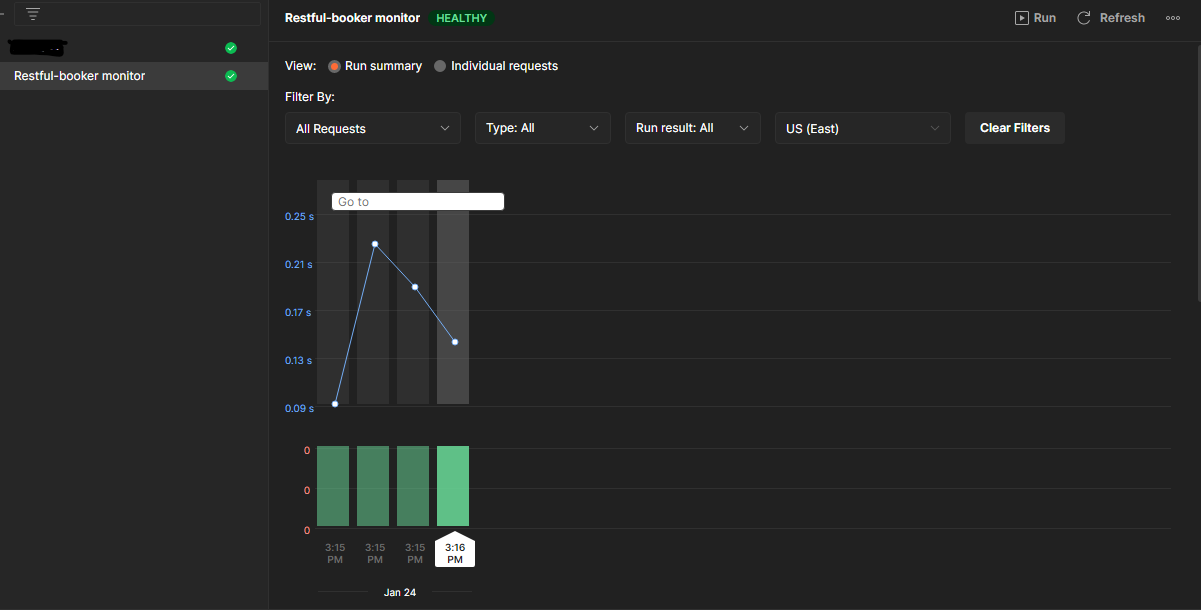 Restful-booker monitor HEALTHY Run Refresh
Restful-booker monitor
View: Run summary Individual requests
Filter By:
All Requests Type: All Run result: All US (East) Clear Filters
Go to
0.25 s
0.21 s
0.17 s
0.13 s
0.09 s
0
0
0
3:15 PM
3:15 PM
3:15 PM
3:16 PM
Jan 24